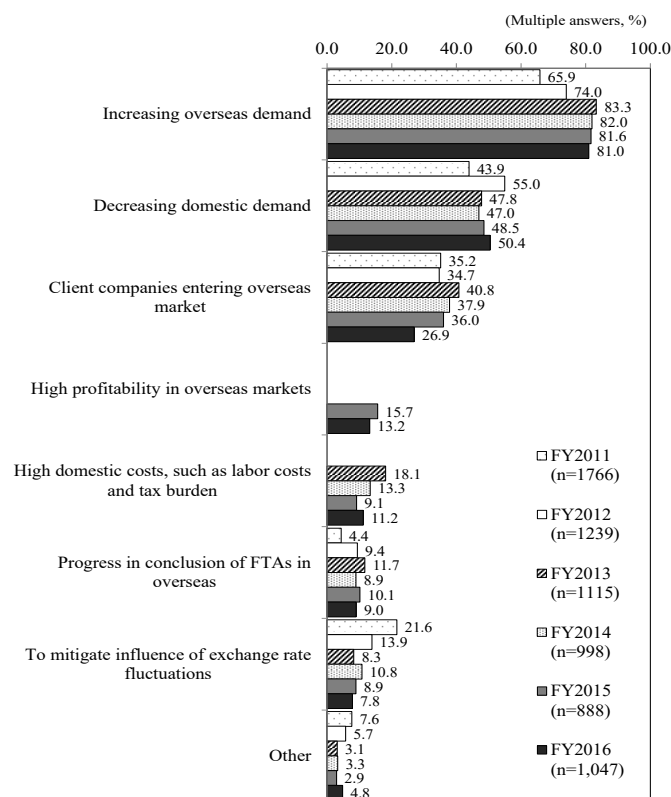 (Multiple answers, %)
0.0 20.0 40.0 60.0 80.0 100.0
Increasing overseas demand
65.9
74.0
83.3
82.0
81.6
81.0
Decreasing domestic demand
43.9
55.0
47.8
47.0
48.5
50.4
Client companies entering overseas
market
35.2
34.7
40.8
37.9
36.0
26.9
High profitability in overseas markets
15.7
13.2
High domestic costs, such as labor costs
and tax burden
18.1
13.3
9.1
11.2
Progress in conclusion of FTAs in
overseas
4.4
9.4
11.7
8.9
10.1
9.0
To mitigate influence of exchange rate
fluctuations
21.6
13.9
8.3
10.8
8.9
7.8
Other
7.6
5.7
3.1
3.3
2.9
4.8
FY2011
(n=1766)
FY2012
(n=1239)
FY2013
(n=1115)
FY2014
(n=998)
FY2015
(n=888)
FY2016
(n=1,047)